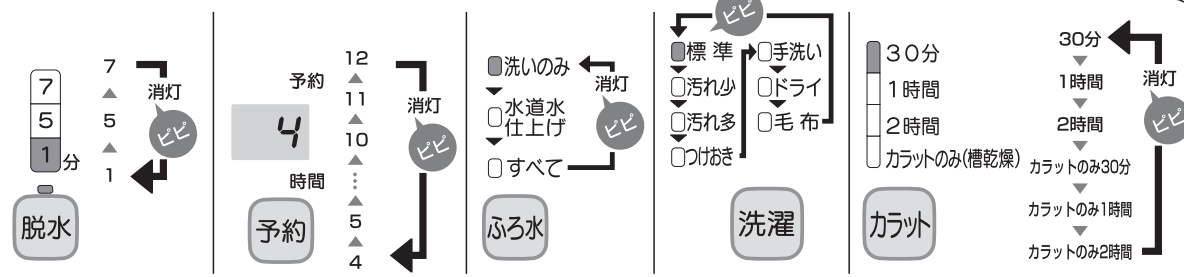 7
5
1
分
脱水
7
5
1
消灯
ピピ
予約
4
時間
予約
12
11
10
5
4
消灯
ピピ
洗いのみ
水道水
仕上げ
すべて
ふろ水
消灯
ピピ
ピピ
標準
汚れ少
汚れ多
つけおき
手洗い
ドライ
毛布
洗濯
30分
1時間
2時間
カラットのみ(槽乾燥)
カラット
30分
1時間
2時間
カラットのみ30分
カラットのみ1時間
カラットのみ2時間
消灯
ピピ